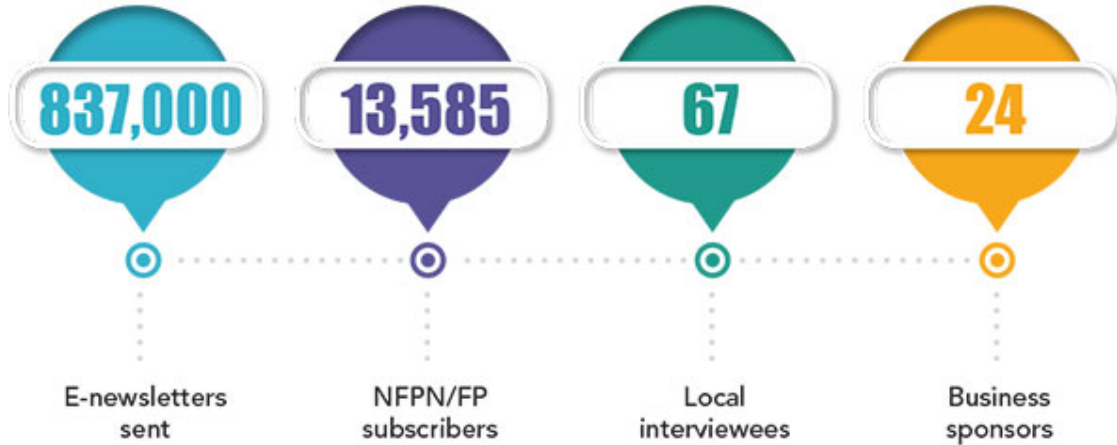 837,000
13,585
67
24
E-newsletters
sent
NFPN/FP
subscribers
Local
interviewees
Business
sponsors